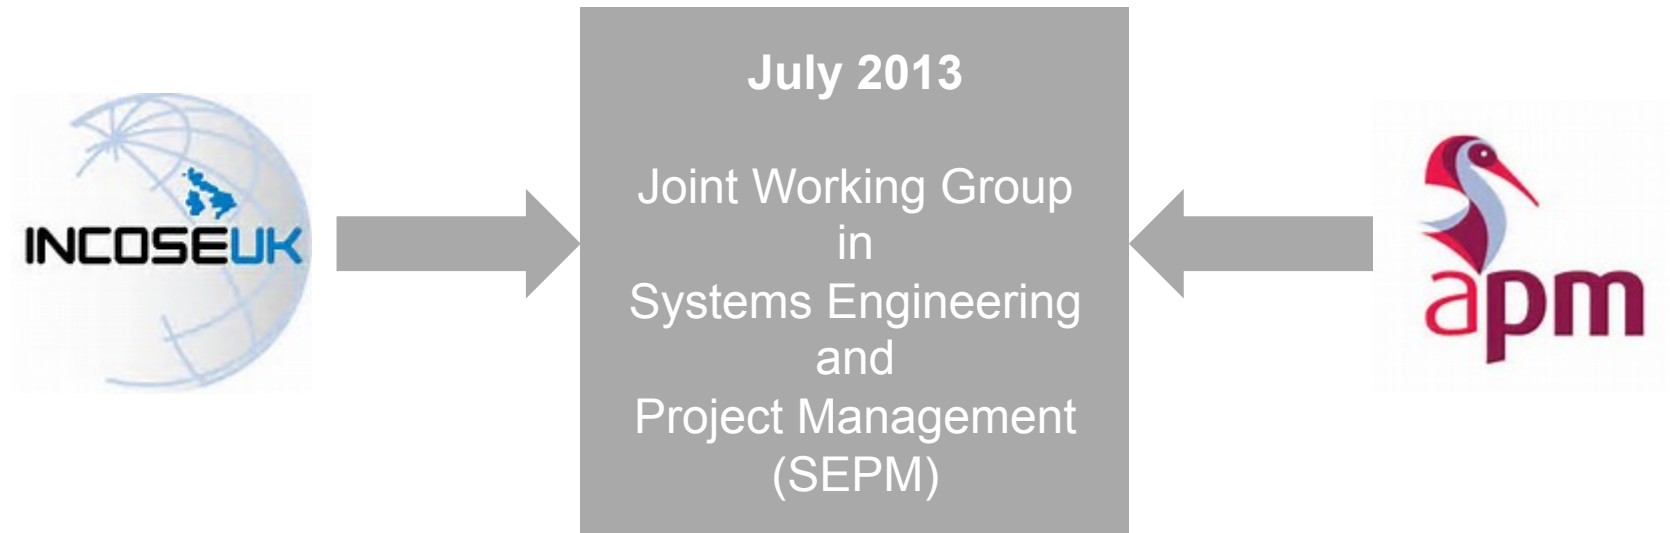 July 2013
Joint Working Group
in
Systems Engineering
and
Project Management
(SEPM)
INCOSEUK
apm